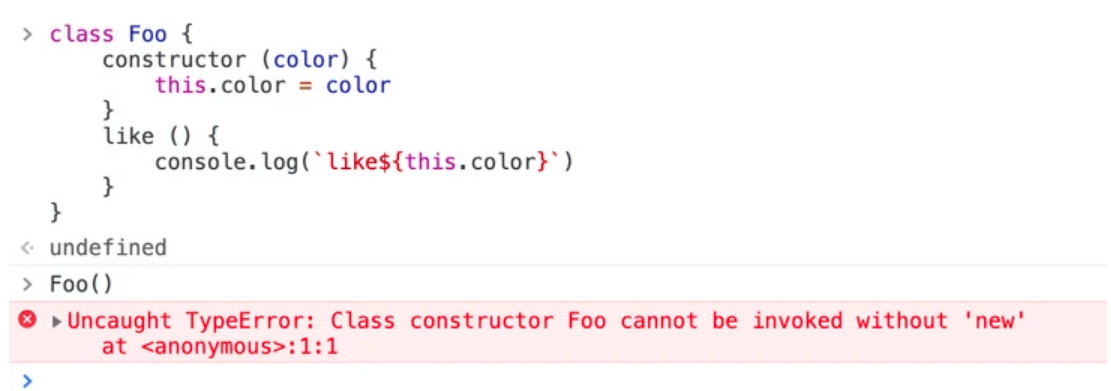 > class Foo {
constructor (color) {
this.color = color
}
like () {
console.log(`like${this.color}`)
}
}
undefined
> Foo()
Uncaught TypeError: Class constructor Foo cannot be invoked without 'new'
at <anonymous>:1:1
>